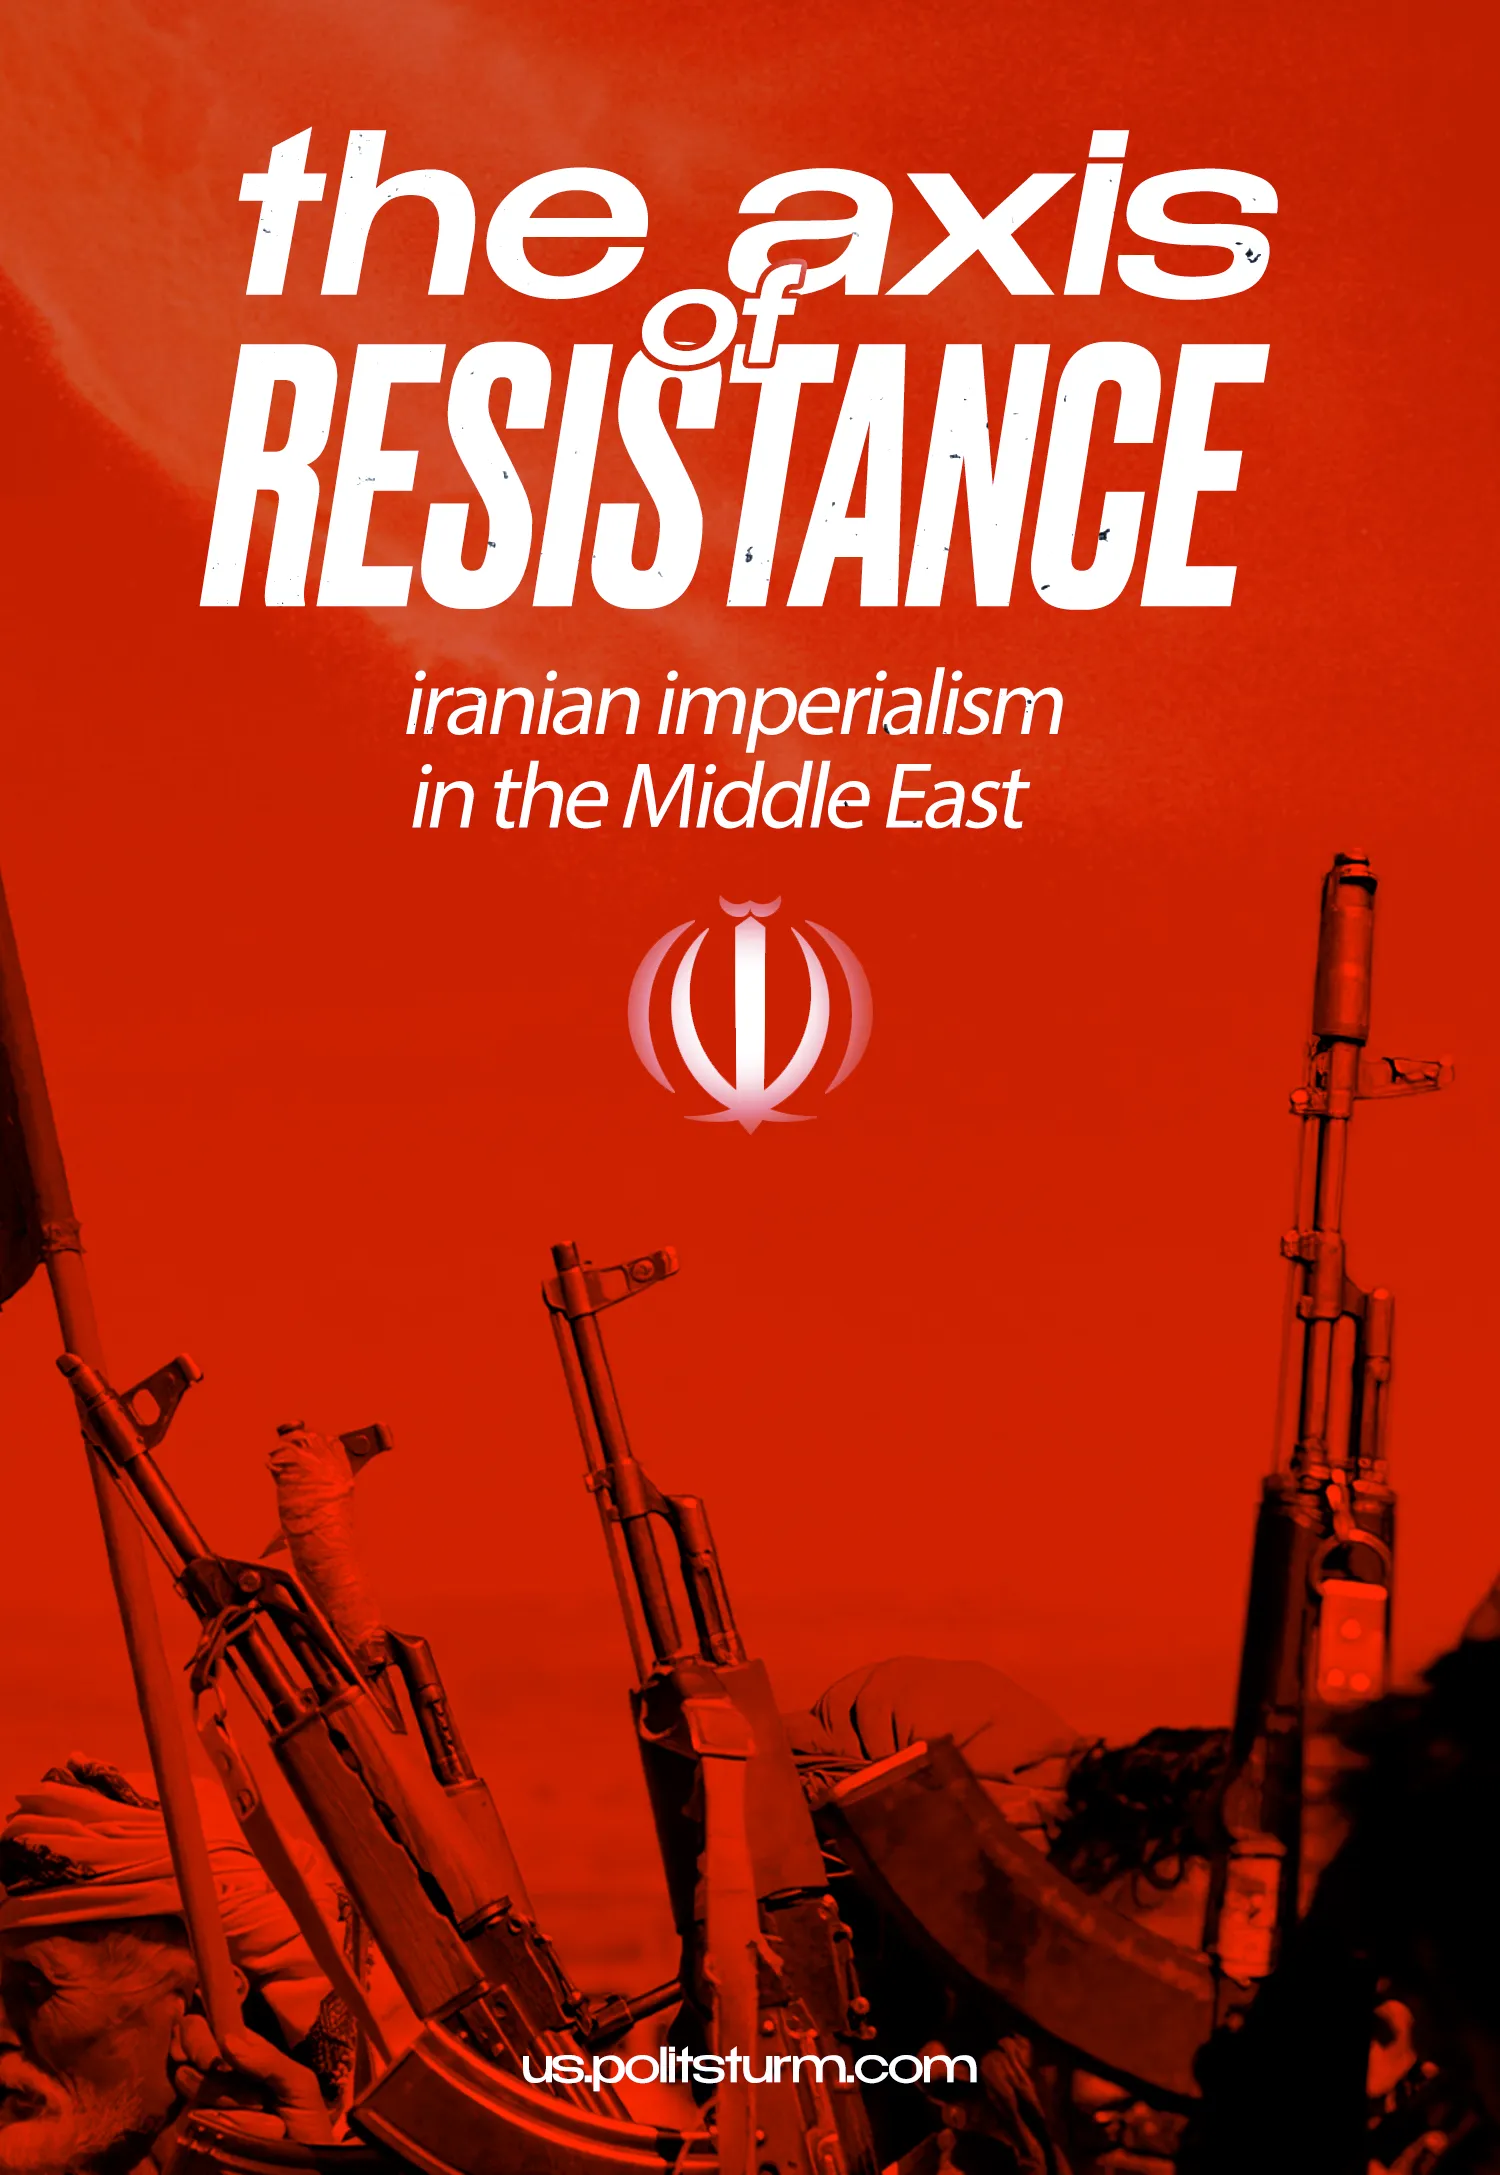 the axis
of
RESISTANCE
iranian imperialism
in the Middle East
us.politsturm.com